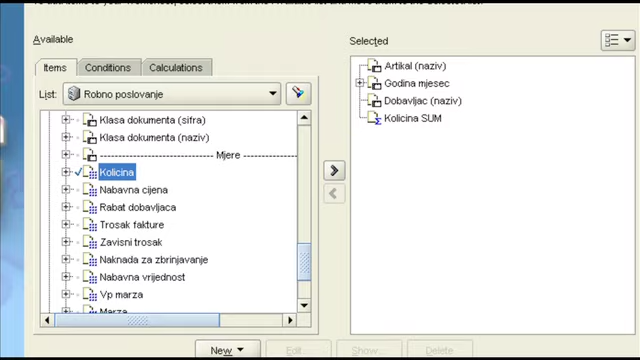 Available
Selected
Items
Conditions
Calculations
List:
Robno poslovanje
Klasa dokumenta (sifra)
Klasa dokumenta (naziv)
------------------------------ Mjere -----------
Kolicina
Nabavna cijena
Rabat dobavljaca
Trosak fakture
Zavisni trosak
Naknada za zbrinjavanje
Nabavna vrijednost
Vp marza
Marza
Artikal (naziv)
Godina mjesec
Dobavljac (naziv)
Kolicina SUM
New
Edit...
Show...
Delete